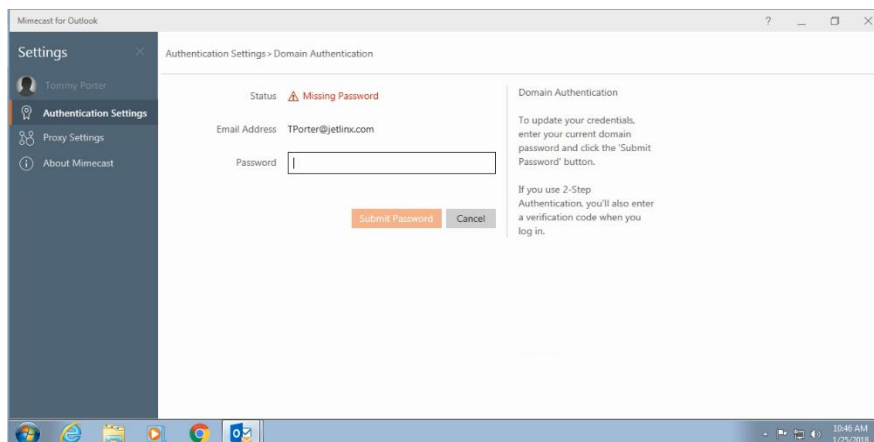 Mimecast for Outlook
Settings
Authentication Settings > Domain Authentication
Tommy Porter
Authentication Settings
Proxy Settings
About Mimecast
Status Missing Password
Email Address TPorter@jetlinx.com
Password
Submit Password Cancel
Domain Authentication
To update your credentials,
enter your current domain
password and click the 'Submit
Password' button.
If you use 2-Step
Authentication, you'll also enter
a verification code when you
log in.
10:46 AM
1/25/2018